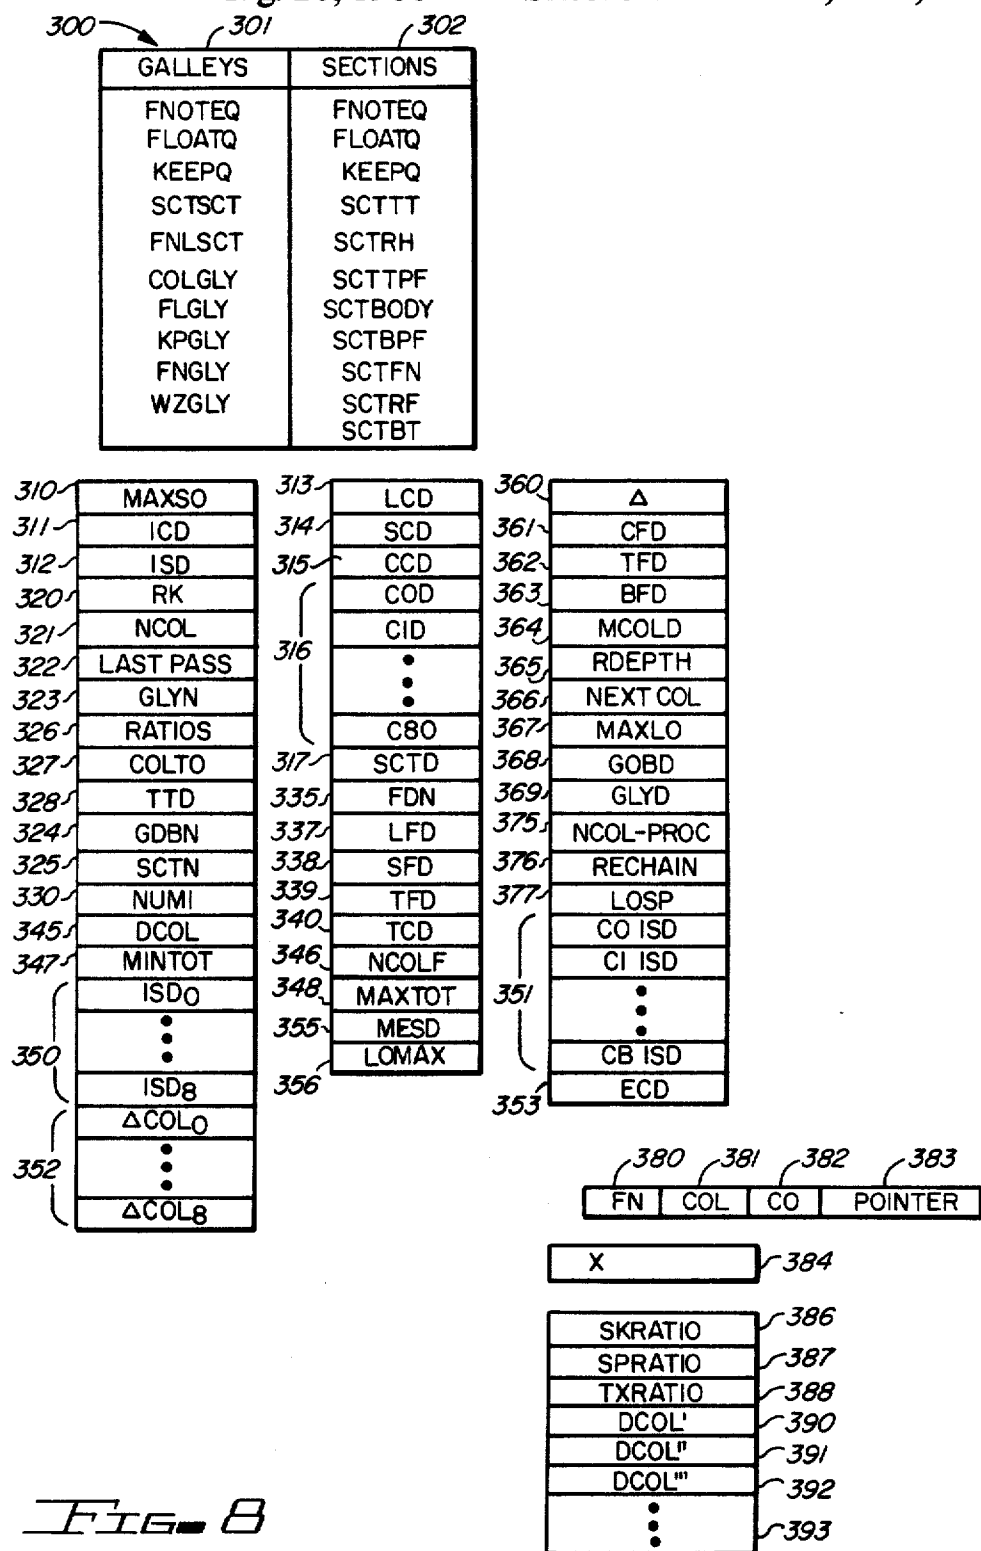 300 301 302
GALLEYS SECTIONS
FNOTEQ FNOTEQ
FLOATQ FLOATQ
KEEPQ KEEPQ
SCTSCT SCTTT
FNLSCT SCTRH
COLGLY SCTTPF
FLGLY SCTBODY
KPGLY SCTBPF
FNGLY SCTFN
WZGLY SCTRF
SCTBT
310 MAXSO
311 ICD
312 ISD
320 RK
321 NCOL
322 LAST PASS
323 GLYN
326 RATIOS
327 COLTO
328 TTD
324 GDBN
325 SCTN
330 NUMI
345 DCOL
347 MINTOT
ISD0
350
ISD8
ΔCOL0
352
ΔCOL8
313 LCD
314 SCD
315 CCD
COD
CID
316
C80
317 SCTD
335 FDN
337 LFD
338 SFD
339 TFD
340 TCD
346 NCOLF
348 MAXTOT
355 MESD
356 LOMAX
360 Δ
361 CFD
362 TFD
363 BFD
364 MCOLD
365 RDEPTH
366 NEXT COL
367 MAXLO
368 GOBD
369 GLYD
375 NCOL-PROC
376 RECHAIN
377 LOSP
CO ISD
CI ISD
351
CB ISD
353 ECD
380 381 382 383
FN COL CO POINTER
X 384
SKRATIO 386
SPRATIO 387
TXRATIO 388
DCOL' 390
DCOL" 391
DCOL"' 392
393
FIG. 8